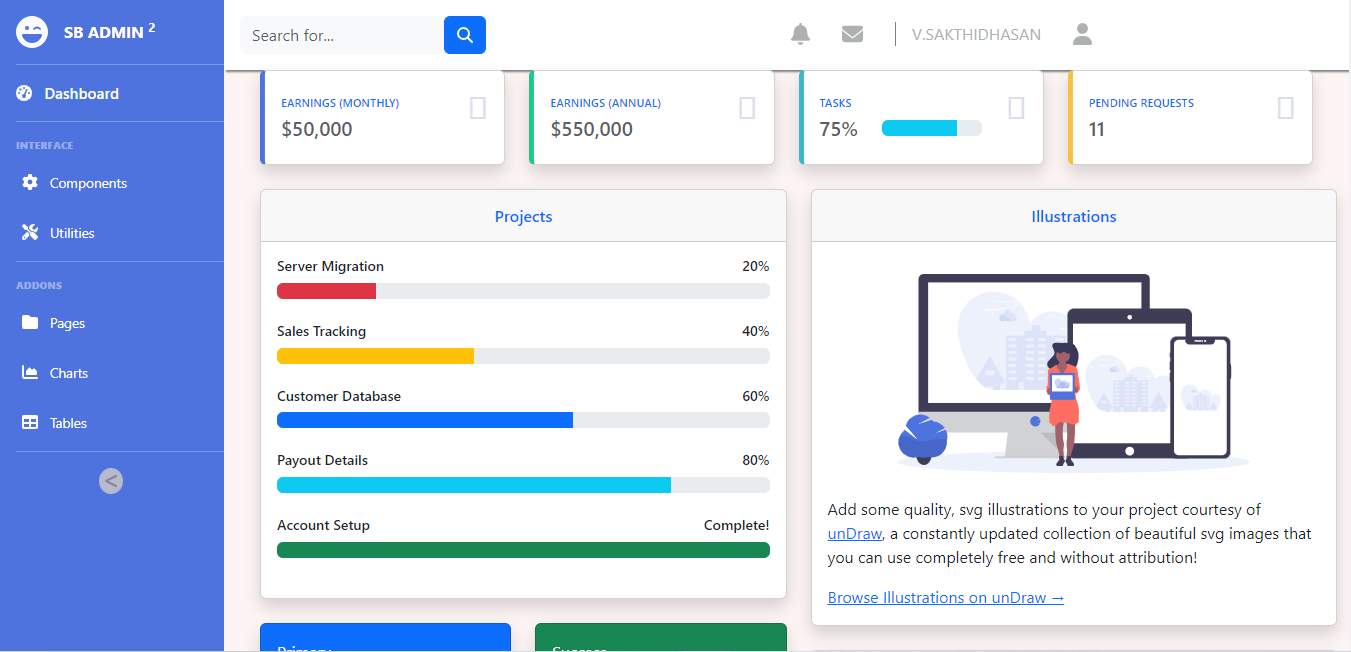 SB ADMIN 2
Search for...
V.SAKTHIDHASAN
Dashboard
INTERFACE
Components
Utilities
ADDONS
Pages
Charts
Tables
<
EARNINGS (MONTHLY)
$50,000
EARNINGS (ANNUAL)
$550,000
TASKS
75%
PENDING REQUESTS
11
Projects
Server Migration 20%
Sales Tracking 40%
Customer Database 60%
Payout Details 80%
Account Setup Complete!
Illustrations
Add some quality, svg illustrations to your project courtesy of
unDraw, a constantly updated collection of beautiful svg images that
you can use completely free and without attribution!
Browse Illustrations on unDraw →
Primary
Success